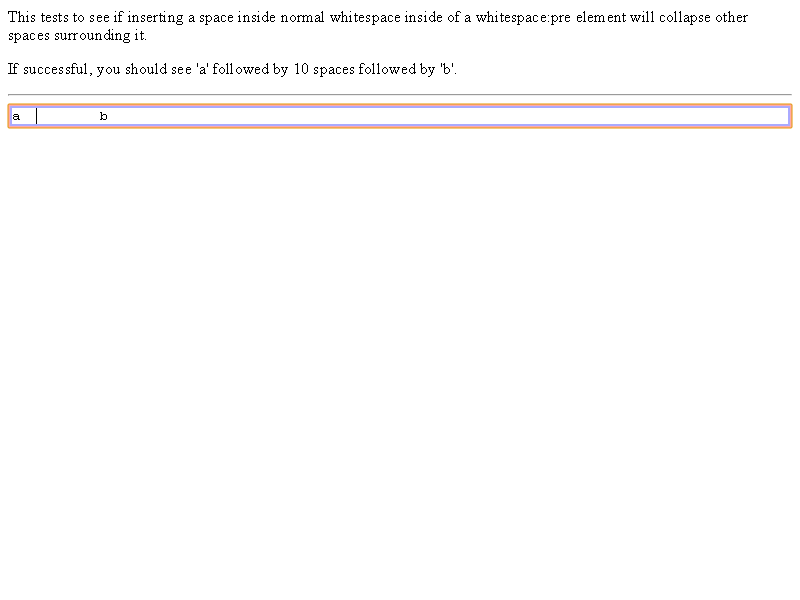 This tests to see if inserting a space inside normal whitespace inside of a whitespace:pre element will collapse other
spaces surrounding it.
If successful, you should see 'a' followed by 10 spaces followed by 'b'.
a          b